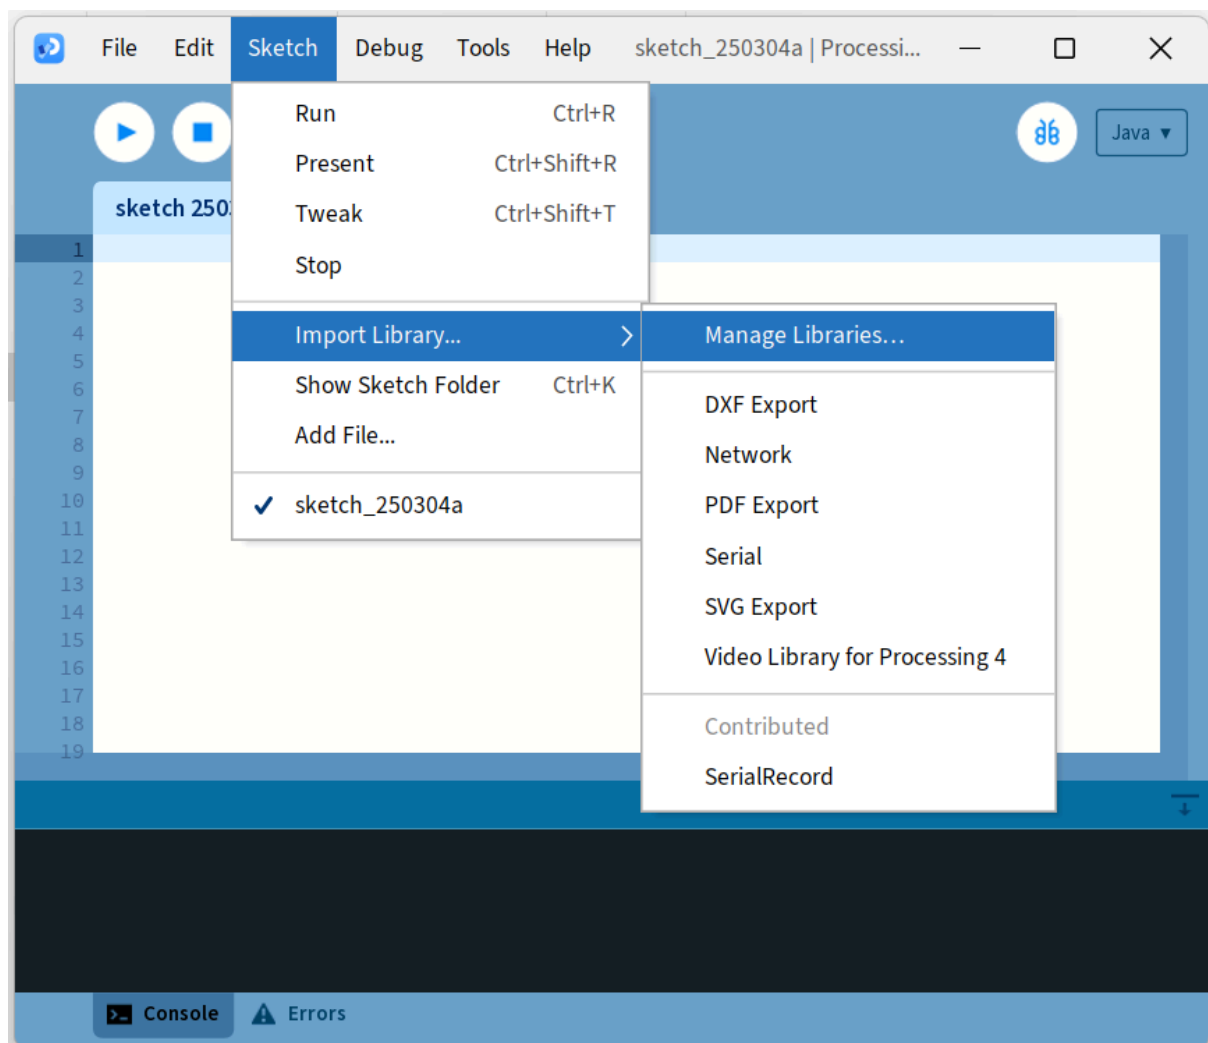 File Edit Sketch Debug Tools Help sketch_250304a | Processi...
Java
sketch 250
Run Ctrl+R
Present Ctrl+Shift+R
Tweak Ctrl+Shift+T
Stop
Import Library...
Show Sketch Folder Ctrl+K
Add File...
sketch_250304a
Manage Libraries...
DXF Export
Network
PDF Export
Serial
SVG Export
Video Library for Processing 4
Contributed
SerialRecord
1
2
3
4
5
6
7
8
9
10
11
12
13
14
15
16
17
18
19
Console Errors